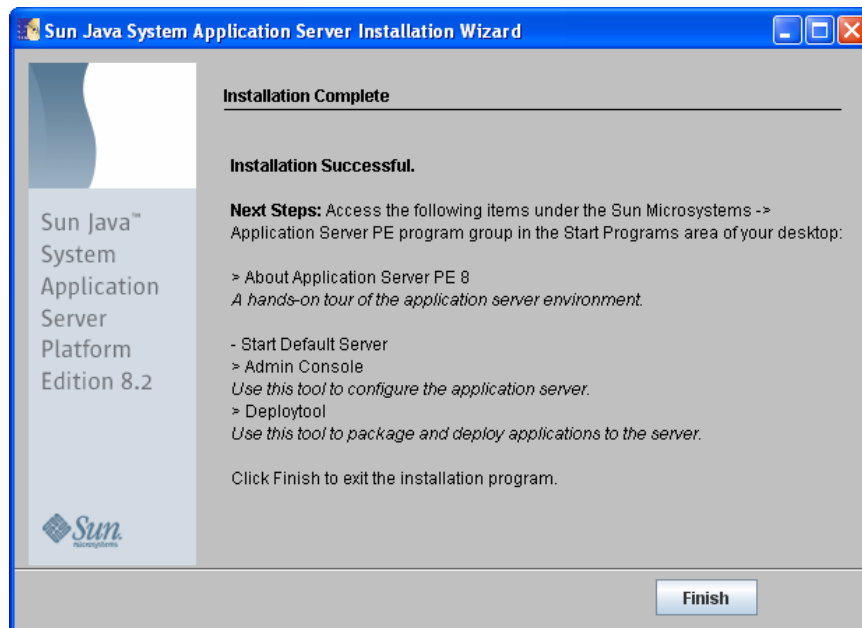 Sun Java System Application Server Installation Wizard
Installation Complete
Installation Successful.
Next Steps: Access the following items under the Sun Microsystems ->
Application Server PE program group in the Start Programs area of your desktop:
> About Application Server PE 8
A hands-on tour of the application server environment.
- Start Default Server
> Admin Console
Use this tool to configure the application server.
> Deploytool
Use this tool to package and deploy applications to the server.
Click Finish to exit the installation program.
Sun Java™
System
Application
Server
Platform
Edition 8.2
Sun
microsystems
Finish